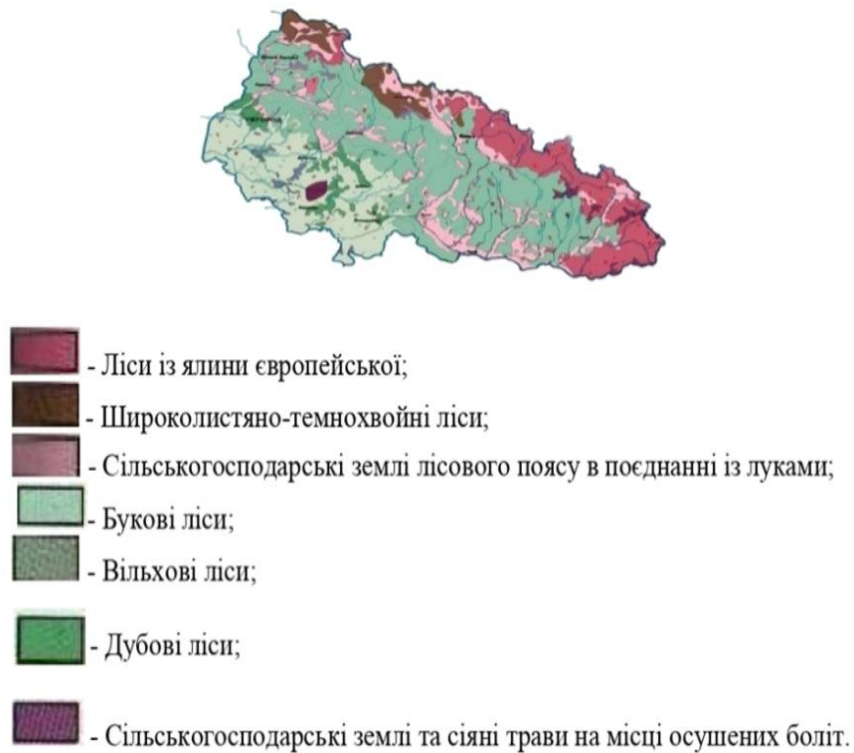 - Ліси із ялини європейської;
- Широколистяно-темнохвойні ліси;
- Сільськогосподарські землі лісового поясу в поєднанні із луками;
- Букові ліси;
- Вільхові ліси;
- Дубові ліси;
- Сільськогосподарські землі та сіяні трави на місці осушених боліт.